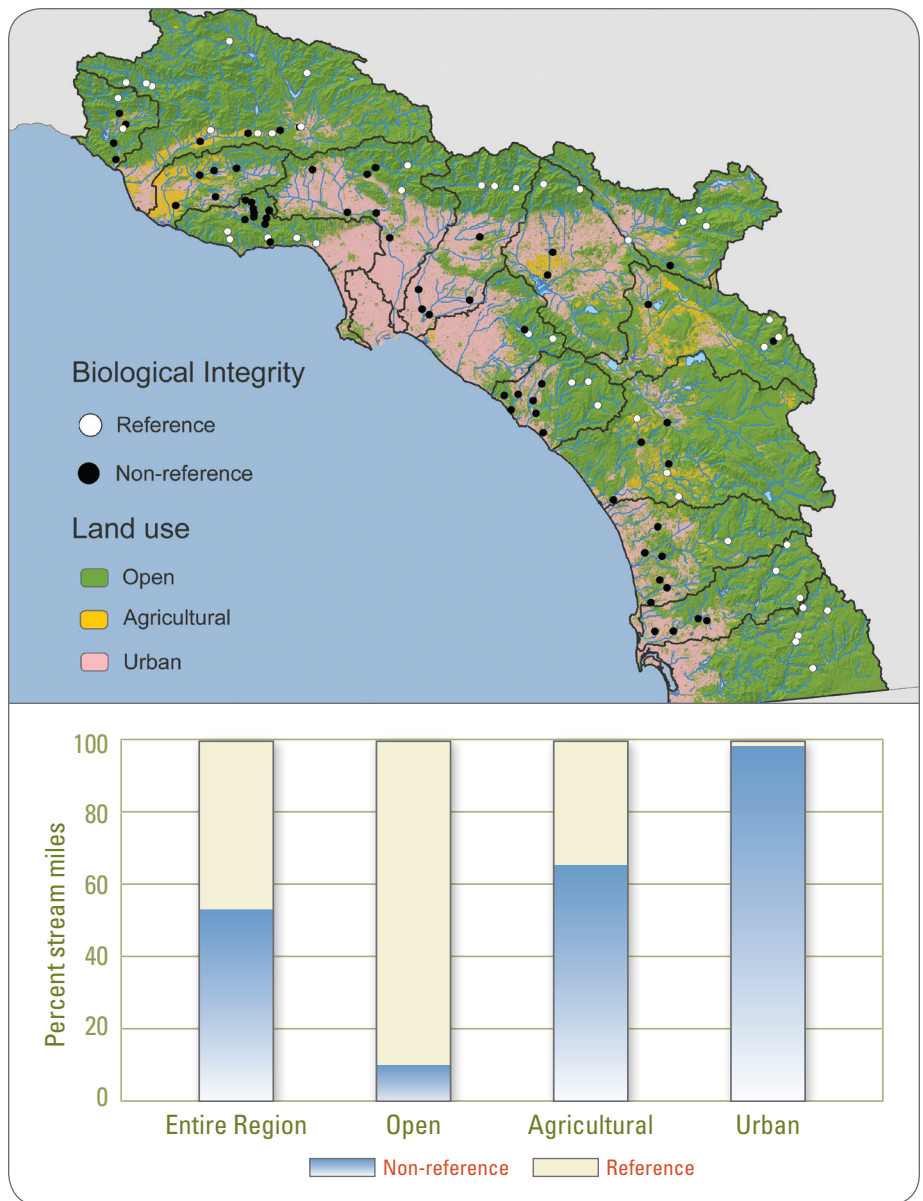 Biological Integrity
Reference
Non-reference
Land use
Open
Agricultural
Urban
Percent stream miles
100
80
60
40
20
0
Entire Region
Open
Agricultural
Urban
Non-reference
Reference